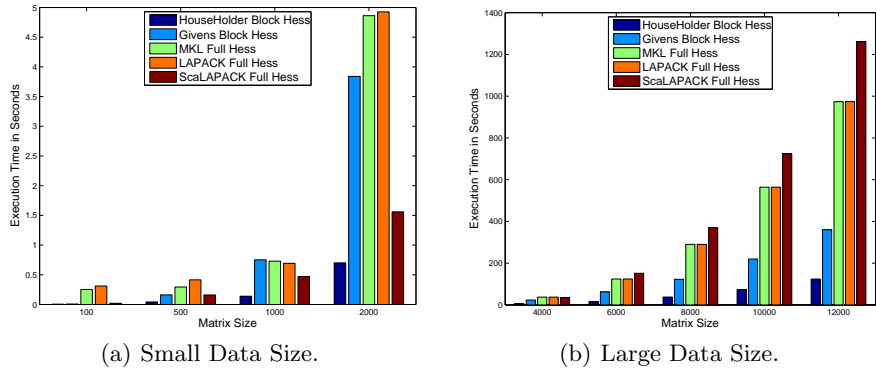 HouseHolder Block Hess
Givens Block Hess
MKL Full Hess
LAPACK Full Hess
ScaLAPACK Full Hess
Execution Time in Seconds
5
4.5
4
3.5
3
2.5
2
1.5
1
0.5
0
100
500
1000
2000
Matrix Size
(a) Small Data Size.
HouseHolder Block Hess
Givens Block Hess
MKL Full Hess
LAPACK Full Hess
ScaLAPACK Full Hess
Execution Time in Seconds
1400
1200
1000
800
600
400
200
0
4000
6000
8000
10000
12000
Matrix Size
(b) Large Data Size.